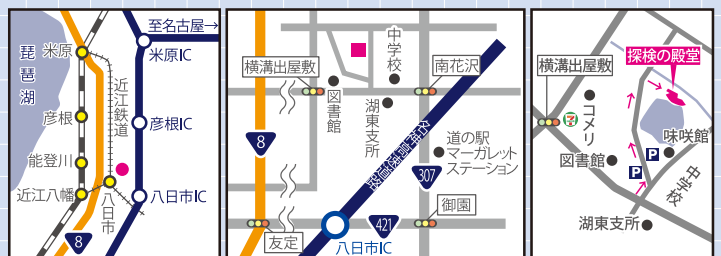 至名古屋→
琵琶湖
米原
米原IC
近江鉄道
彦根
彦根IC
能登川
近江八幡
八日市
八日市IC
8
中学校
横溝出屋敷
南花沢
図書館
湖東支所
名神高速道路
道の駅
マーガレット
ステーション
8
307
421
御園
友定
八日市IC
探検の殿堂
横溝出屋敷
コメリ
7
味咲館
P
図書館
P
中学校
湖東支所